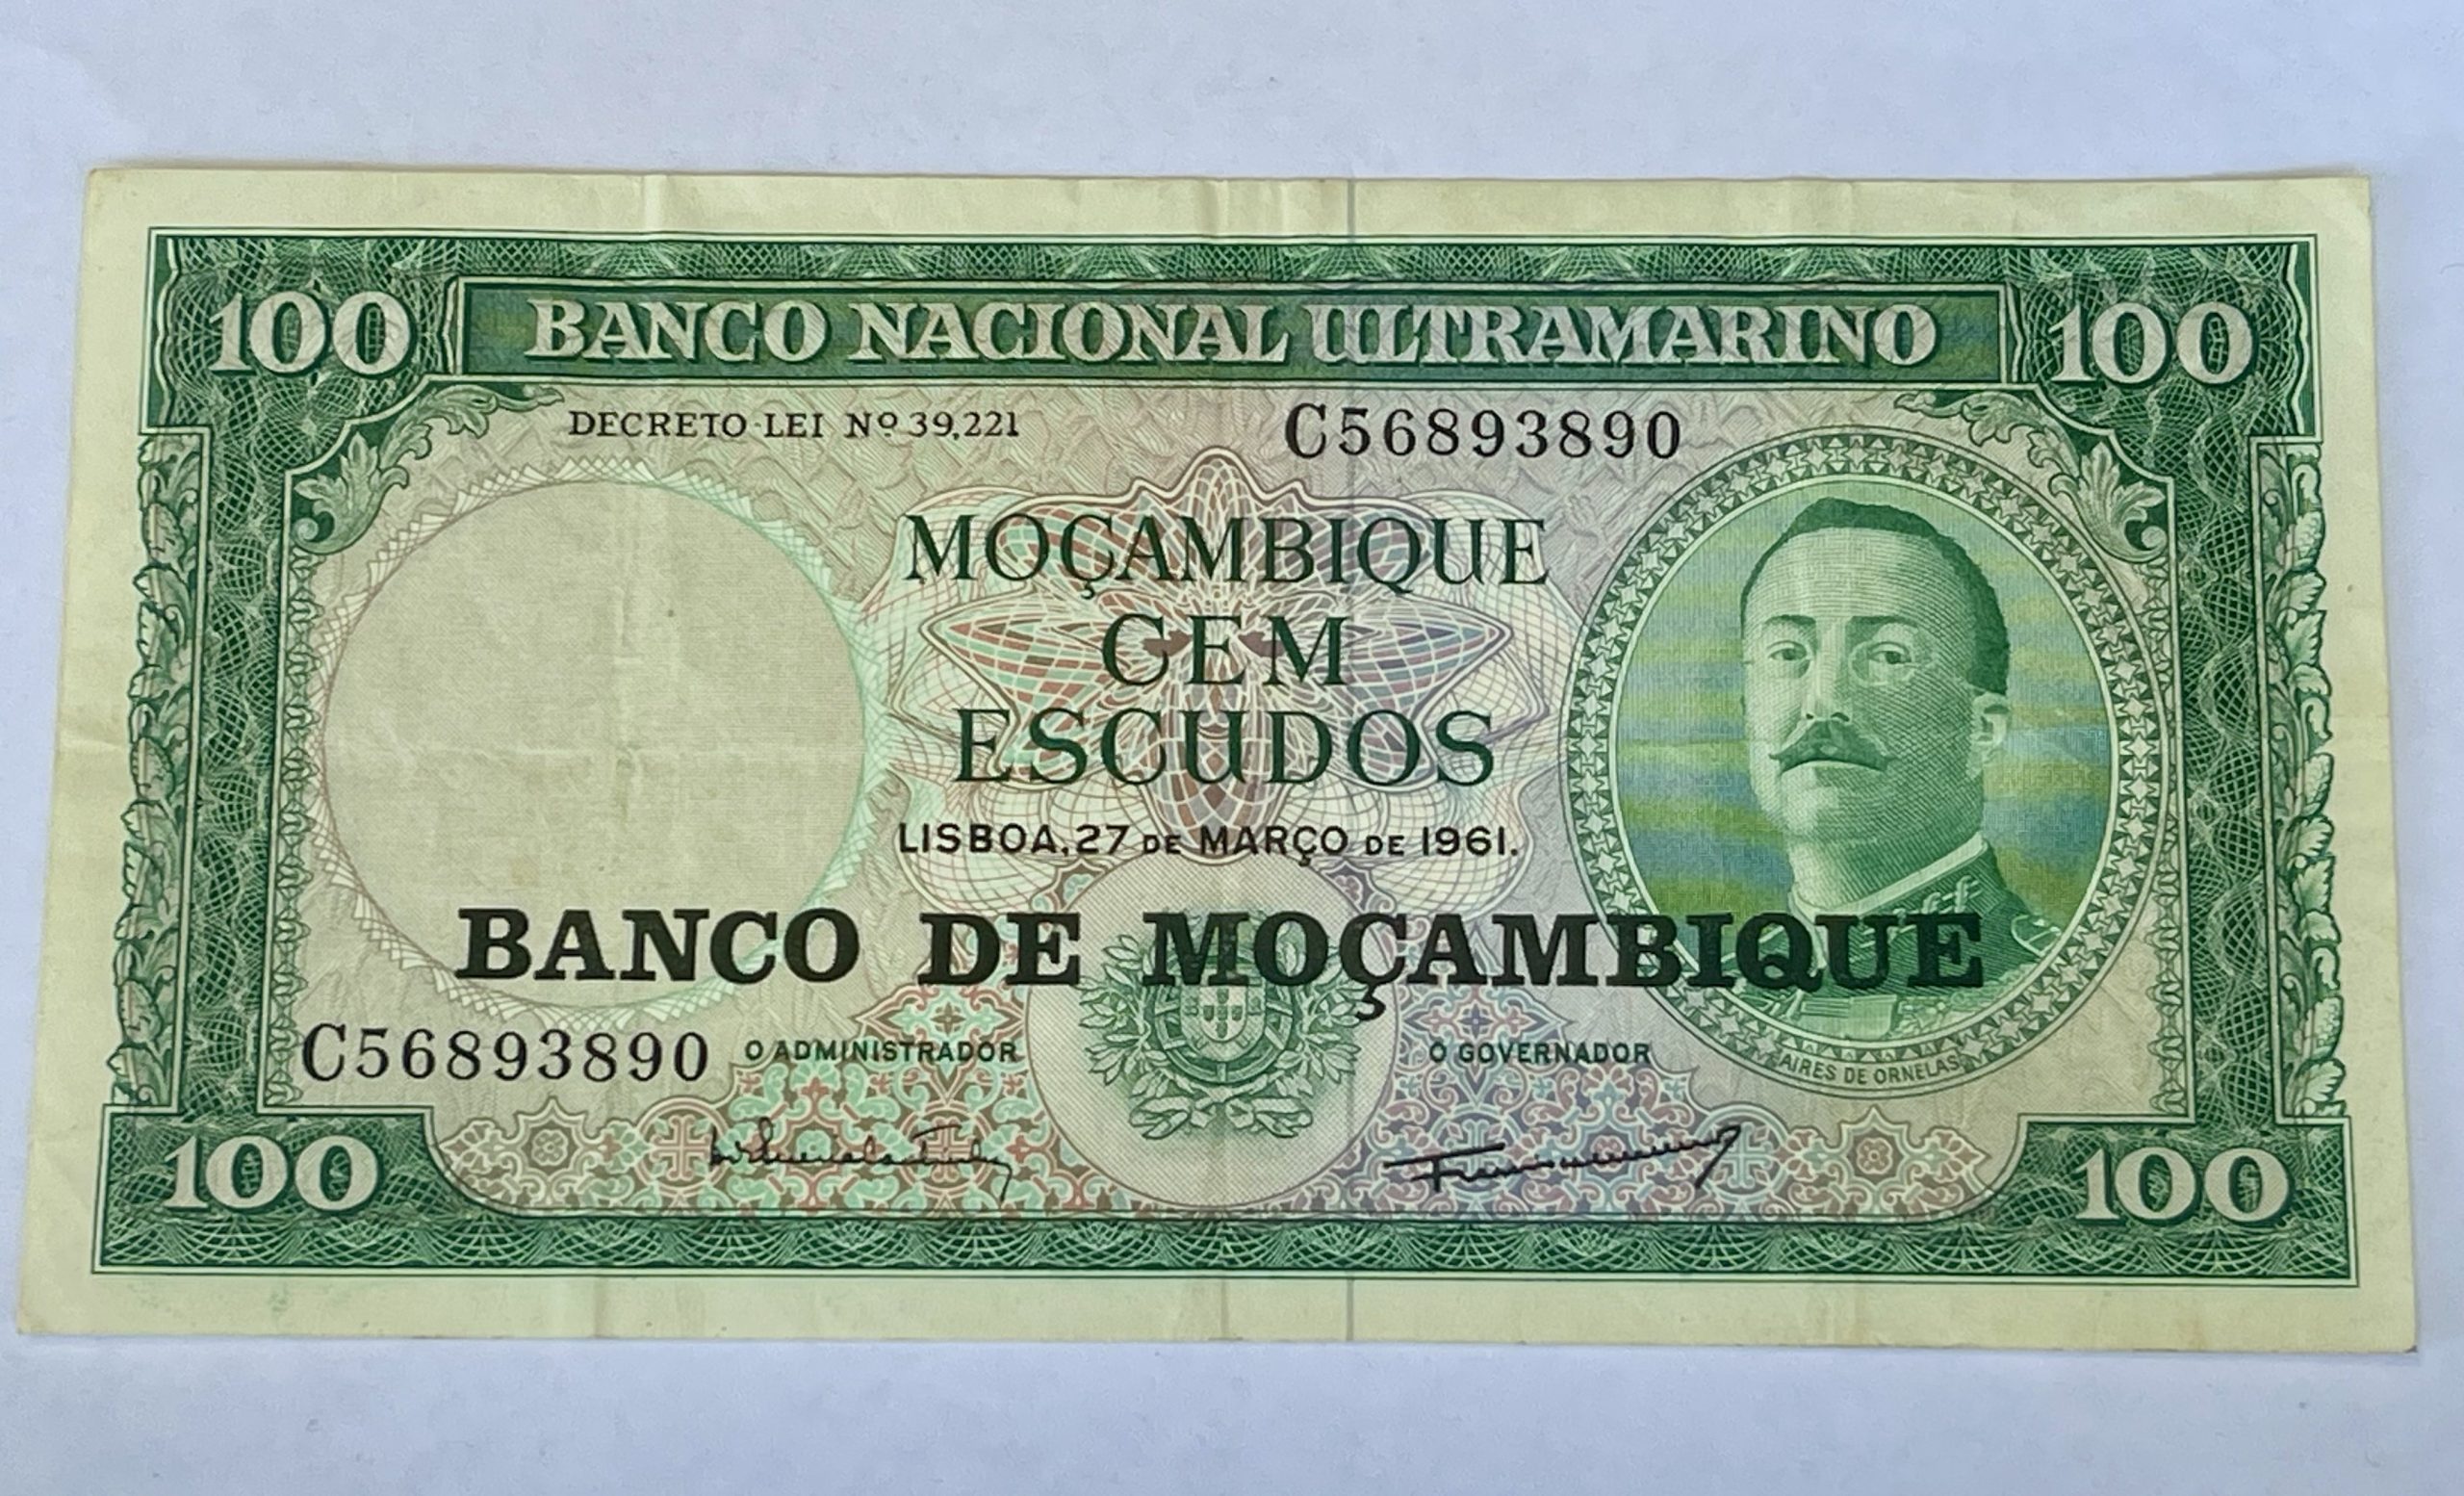 100 BANCO NACIONAL ULTRAMARINO 100
DECRETO-LEI Nº 39,221 C56893890
MOÇAMBIQUE
CEM
ESCUDOS
LISBOA, 27 DE MARÇO DE 1961.
BANCO DE MOÇAMBIQUE
C56893890 O ADMINISTRADOR O GOVERNADOR AIRES DE ORNELAS
100 100